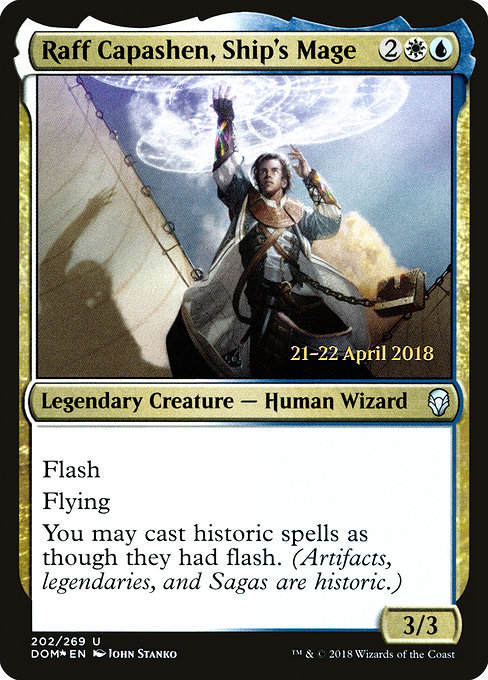 Raff Capashen, Ship's Mage 2
21–22 April 2018
Legendary Creature — Human Wizard
Flash
Flying
You may cast historic spells as
though they had flash. (Artifacts,
legendaries, and Sagas are historic.)
3/3
202/269 U
DOM★EN John Stanko ™ & © 2018 Wizards of the Coast